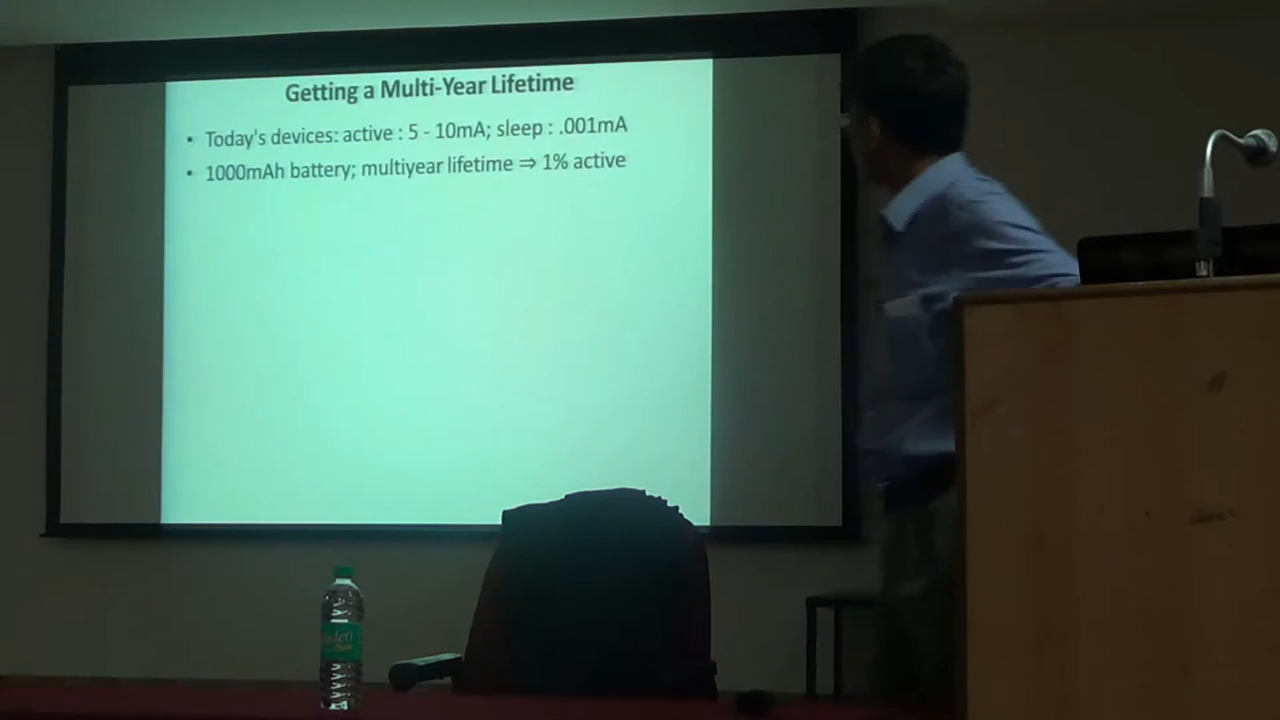 Getting a Multi-Year Lifetime
• Today's devices: active : 5 - 10mA; sleep : .001mA
• 1000mAh battery; multiyear lifetime ⇒ 1% active